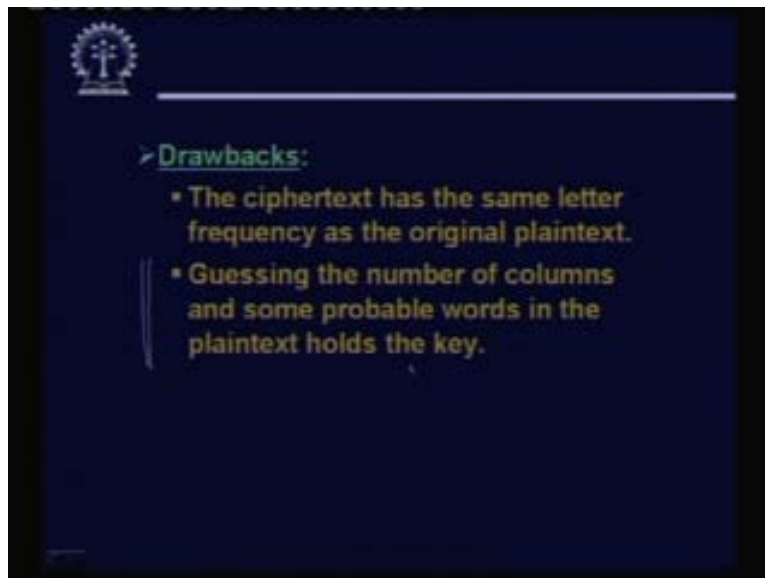 ➢Drawbacks:
▪ The ciphertext has the same letter
frequency as the original plaintext.
▪ Guessing the number of columns
and some probable words in the
plaintext holds the key.